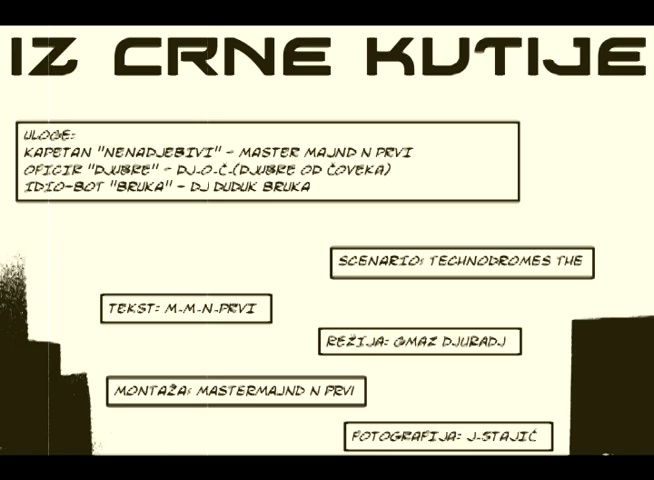 IZ CRNE KUTIJE
ULOGE:
KAPETAN "NENADJEBIVI" - MASTER MAJND N PRVI
OFICIR "DJUBRE" - DJ.O.Č.(DJUBRE OD ČOVEKA)
IDIO-BOT "BRUKA" - DJ DUDUK BRUKA
SCENARIO: TECHNODROMES THE
TEKST: M.M.N.PRVI
REŽIJA: GMAZ DJURADJ
MONTAŽA: MASTERMAJND N PRVI
FOTOGRAFIJA: J.STAJIĆ